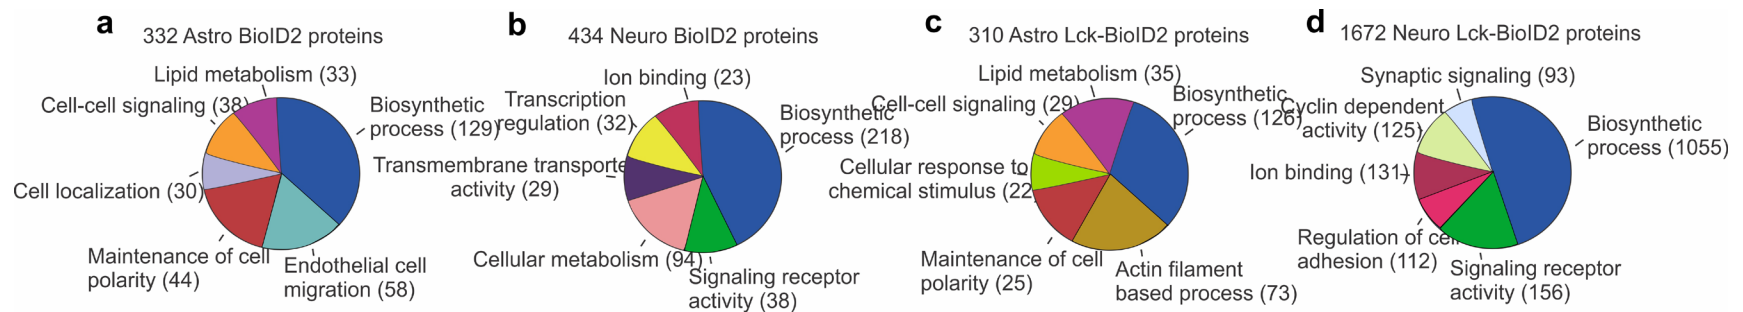 a
332 Astro BioID2 proteins
Lipid metabolism (33)
Cell-cell signaling (38)
Biosynthetic
process (129)
Cell localization (30)
Maintenance of cell
polarity (44)
Endothelial cell
migration (58)
b
434 Neuro BioID2 proteins
Ion binding (23)
Transcription
regulation (32)
Biosynthetic
process (218)
Transmembrane transporte
activity (29)
Cellular metabolism (94)
Signaling receptor
activity (38)
c
310 Astro Lck-BioID2 proteins
Lipid metabolism (35)
Cell-cell signaling (29)
Biosynthetic
process (126)
Cellular response to
chemical stimulus (22
Maintenance of cell
polarity (25)
Actin filament
based process (73)
d
1672 Neuro Lck-BioID2 proteins
Synaptic signaling (93)
Cyclin dependent
activity (125)
Biosynthetic
process (1055)
Ion binding (131)
Regulation of cell
adhesion (112)
Signaling receptor
activity (156)